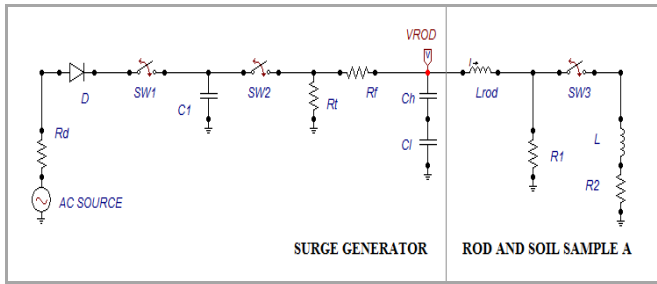 VROD
V
I
D
SW1
C1
SW2
Rt
Rf
Ch
Cl
Lrod
R1
SW3
L
R2
Rd
AC SOURCE
SURGE GENERATOR
ROD AND SOIL SAMPLE A